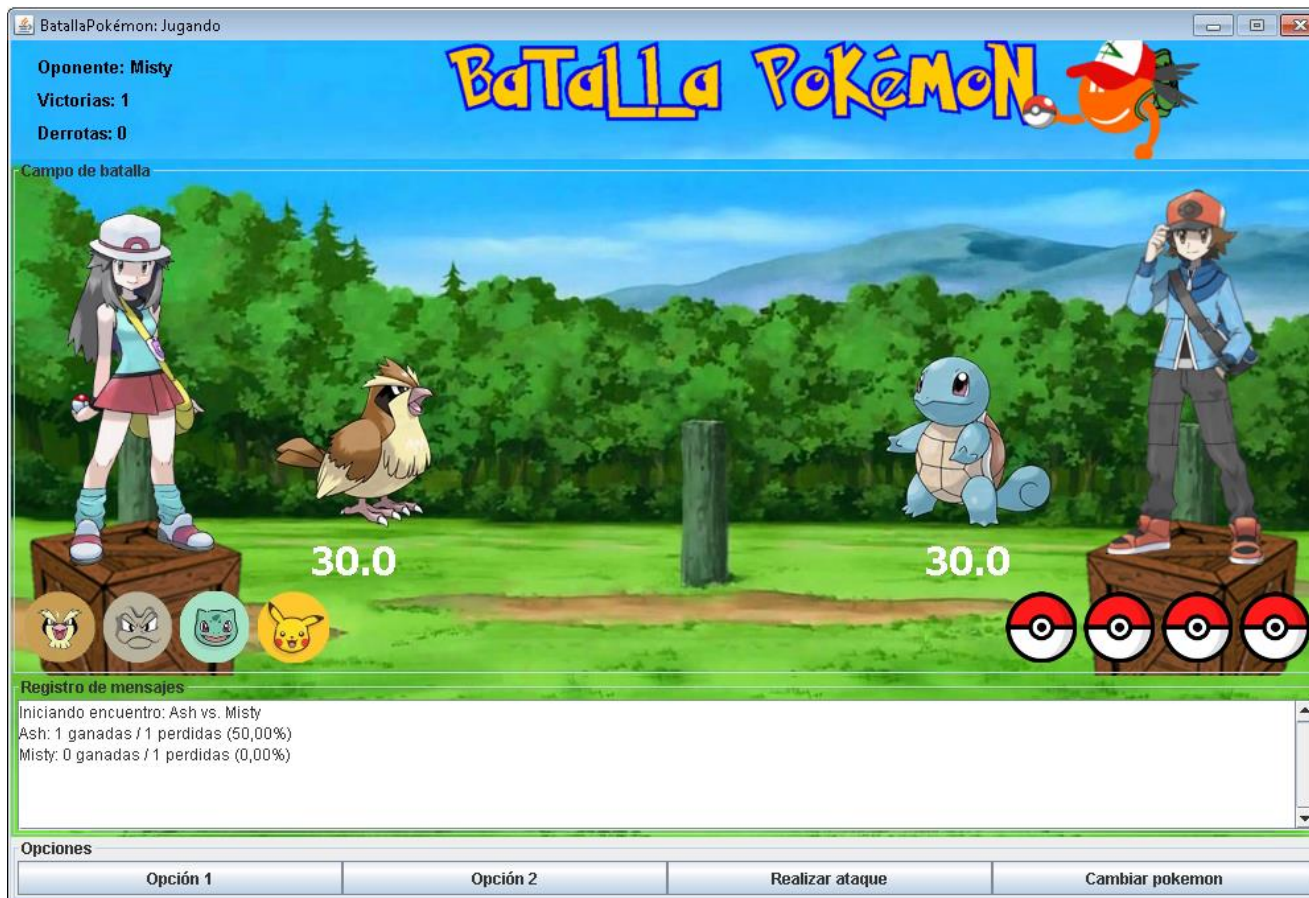 BatallaPokémon: Jugando
Oponente: Misty
Victorias: 1
Derrotas: 0
BaTaLLa PoKéMoN
Campo de batalla
30.0
30.0
Registro de mensajes
Iniciando encuentro: Ash vs. Misty
Ash: 1 ganadas / 1 perdidas (50,00%)
Misty: 0 ganadas / 1 perdidas (0,00%)
Opciones
Opción 1
Opción 2
Realizar ataque
Cambiar pokemon